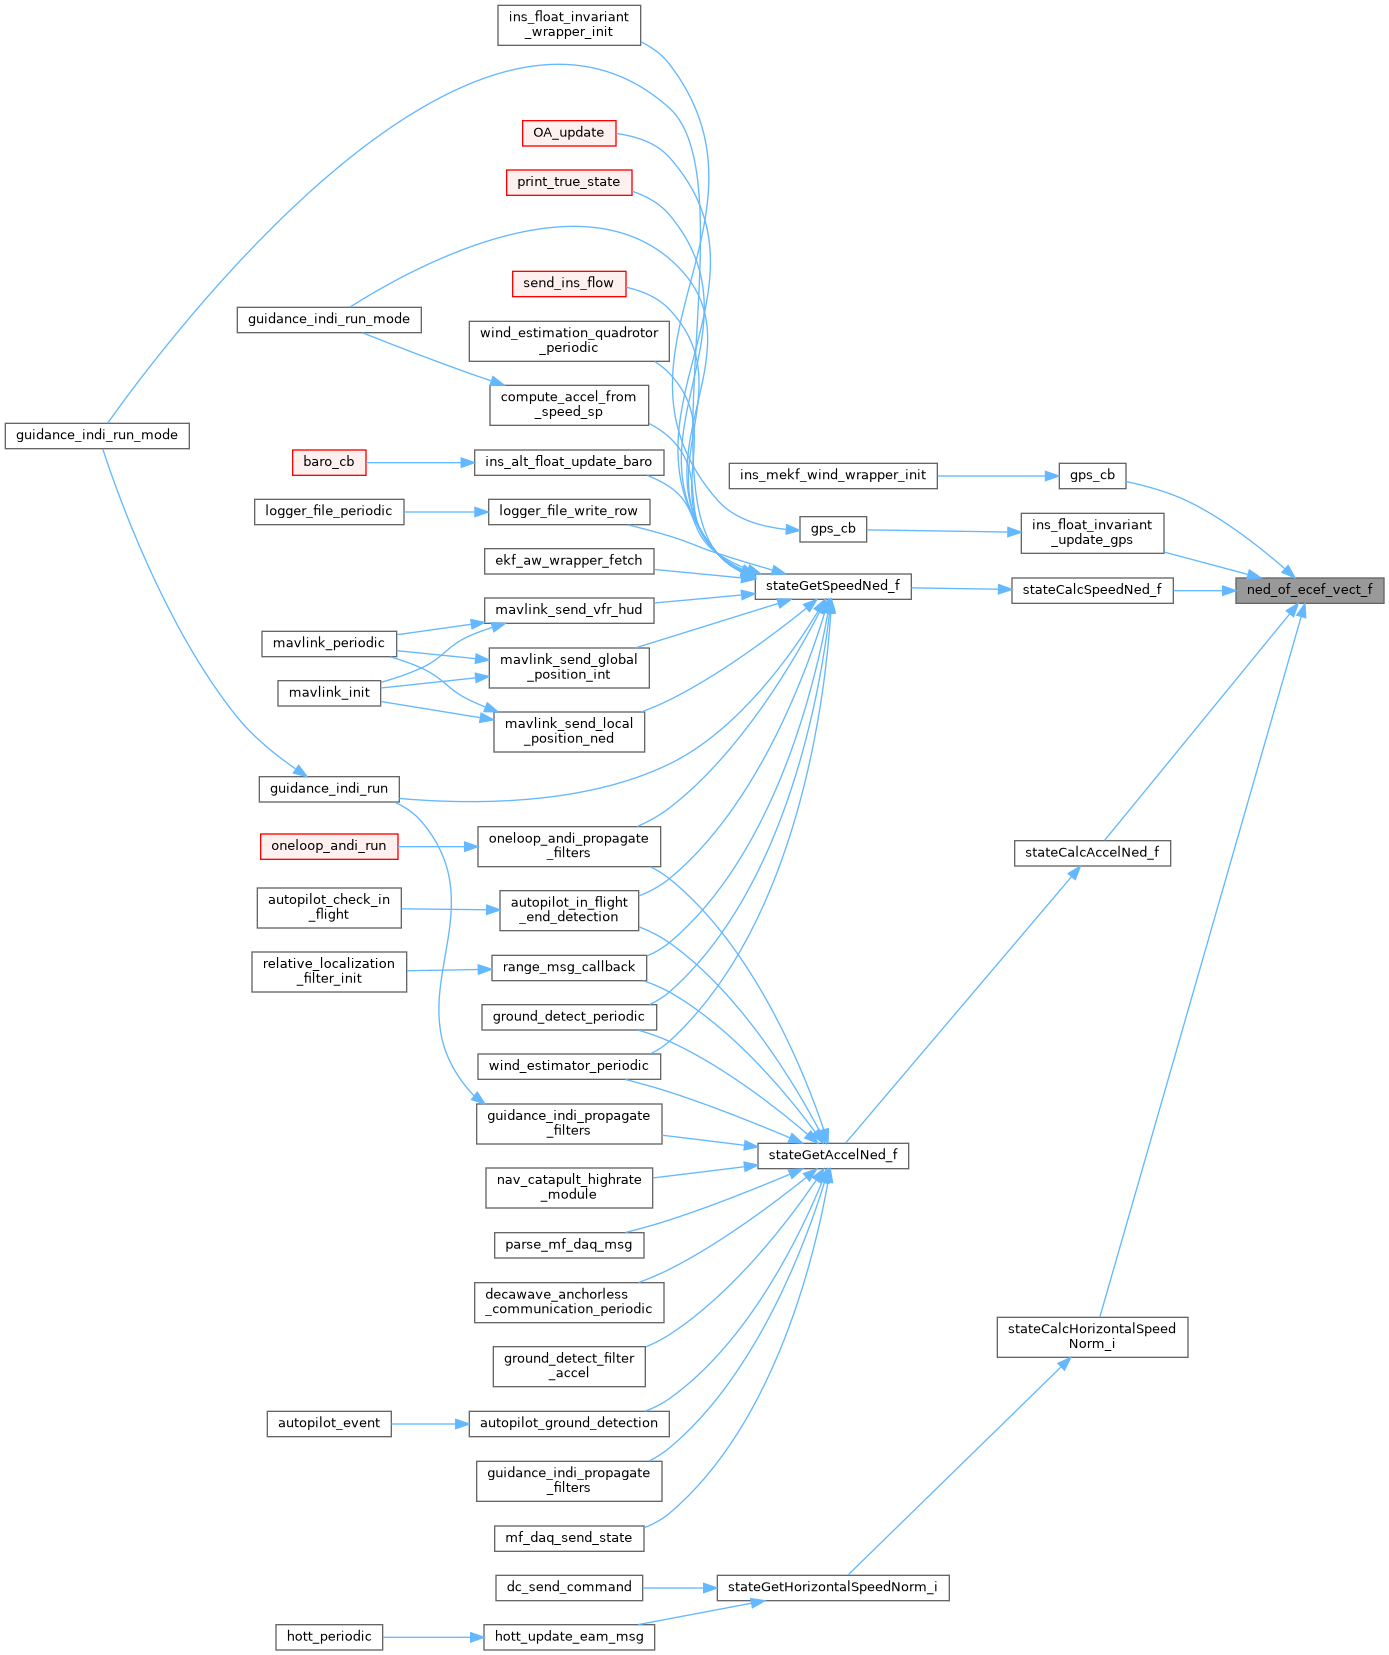 ins_float_invariant
_wrapper_init
OA_update
print_true_state
send_ins_flow
guidance_indi_run_mode
wind_estimation_quadrotor
_periodic
compute_accel_from
_speed_sp
guidance_indi_run_mode
baro_cb
ins_alt_float_update_baro
ins_mekf_wind_wrapper_init
gps_cb
logger_file_periodic
logger_file_write_row
gps_cb
ins_float_invariant
_update_gps
ekf_aw_wrapper_fetch
stateGetSpeedNed_f
stateCalcSpeedNed_f
ned_of_ecef_vect_f
mavlink_send_vfr_hud
mavlink_periodic
mavlink_send_global
_position_int
mavlink_init
mavlink_send_local
_position_ned
guidance_indi_run
oneloop_andi_run
oneloop_andi_propagate
_filters
stateCalcAccelNed_f
autopilot_check_in
_flight
autopilot_in_flight
_end_detection
relative_localization
_filter_init
range_msg_callback
ground_detect_periodic
wind_estimator_periodic
guidance_indi_propagate
_filters
stateGetAccelNed_f
nav_catapult_highrate
_module
parse_mf_daq_msg
decawave_anchorless
_communication_periodic
stateCalcHorizontalSpeed
Norm_i
ground_detect_filter
_accel
autopilot_event
autopilot_ground_detection
guidance_indi_propagate
_filters
mf_daq_send_state
dc_send_command
stateGetHorizontalSpeedNorm_i
hott_periodic
hott_update_eam_msg